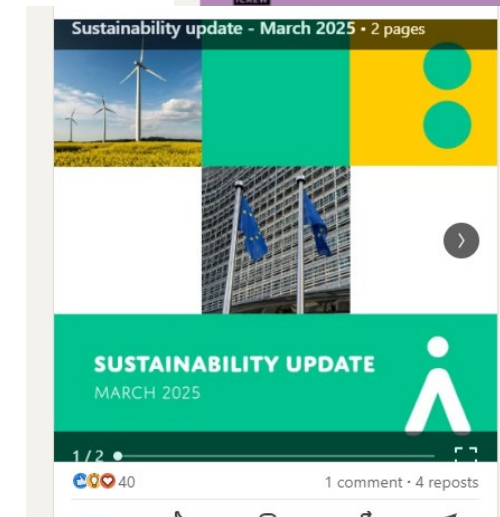 Sustainability update - March 2025 • 2 pages
SUSTAINABILITY UPDATE
MARCH 2025
1 / 2
40
1 comment • 4 reposts